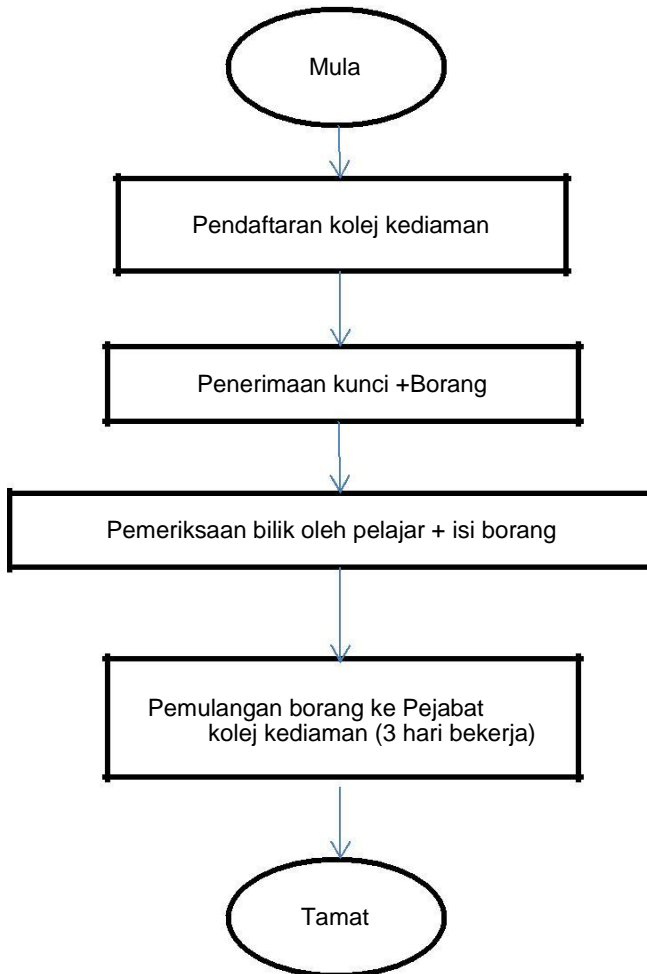 Mula
Pendaftaran kolej kediaman
Penerimaan kunci +Borang
Pemeriksaan bilik oleh pelajar + isi borang
Pemulangan borang ke Pejabat
kolej kediaman (3 hari bekerja)
Tamat